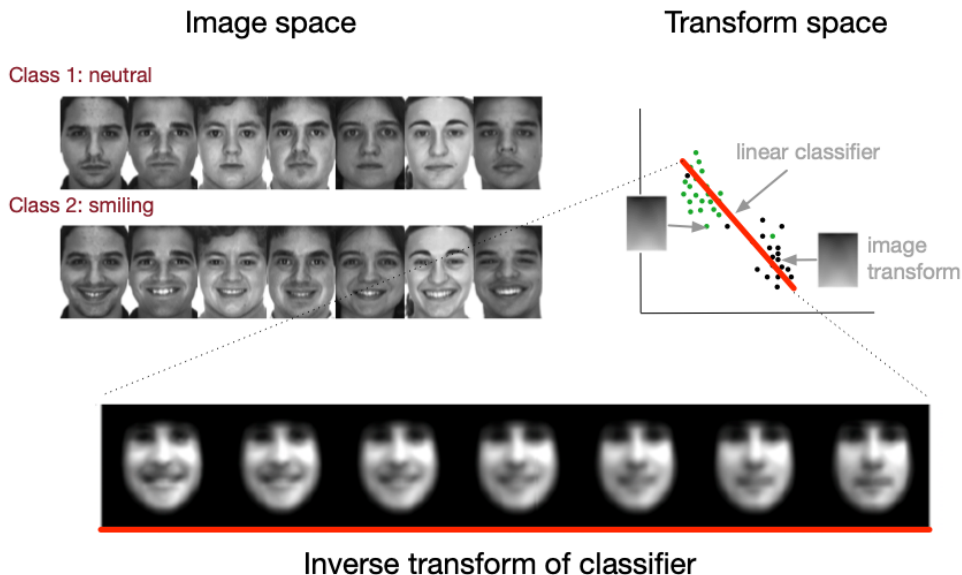 Image space
Transform space
Class 1: neutral
Class 2: smiling
linear classifier
image
transform
Inverse transform of classifier